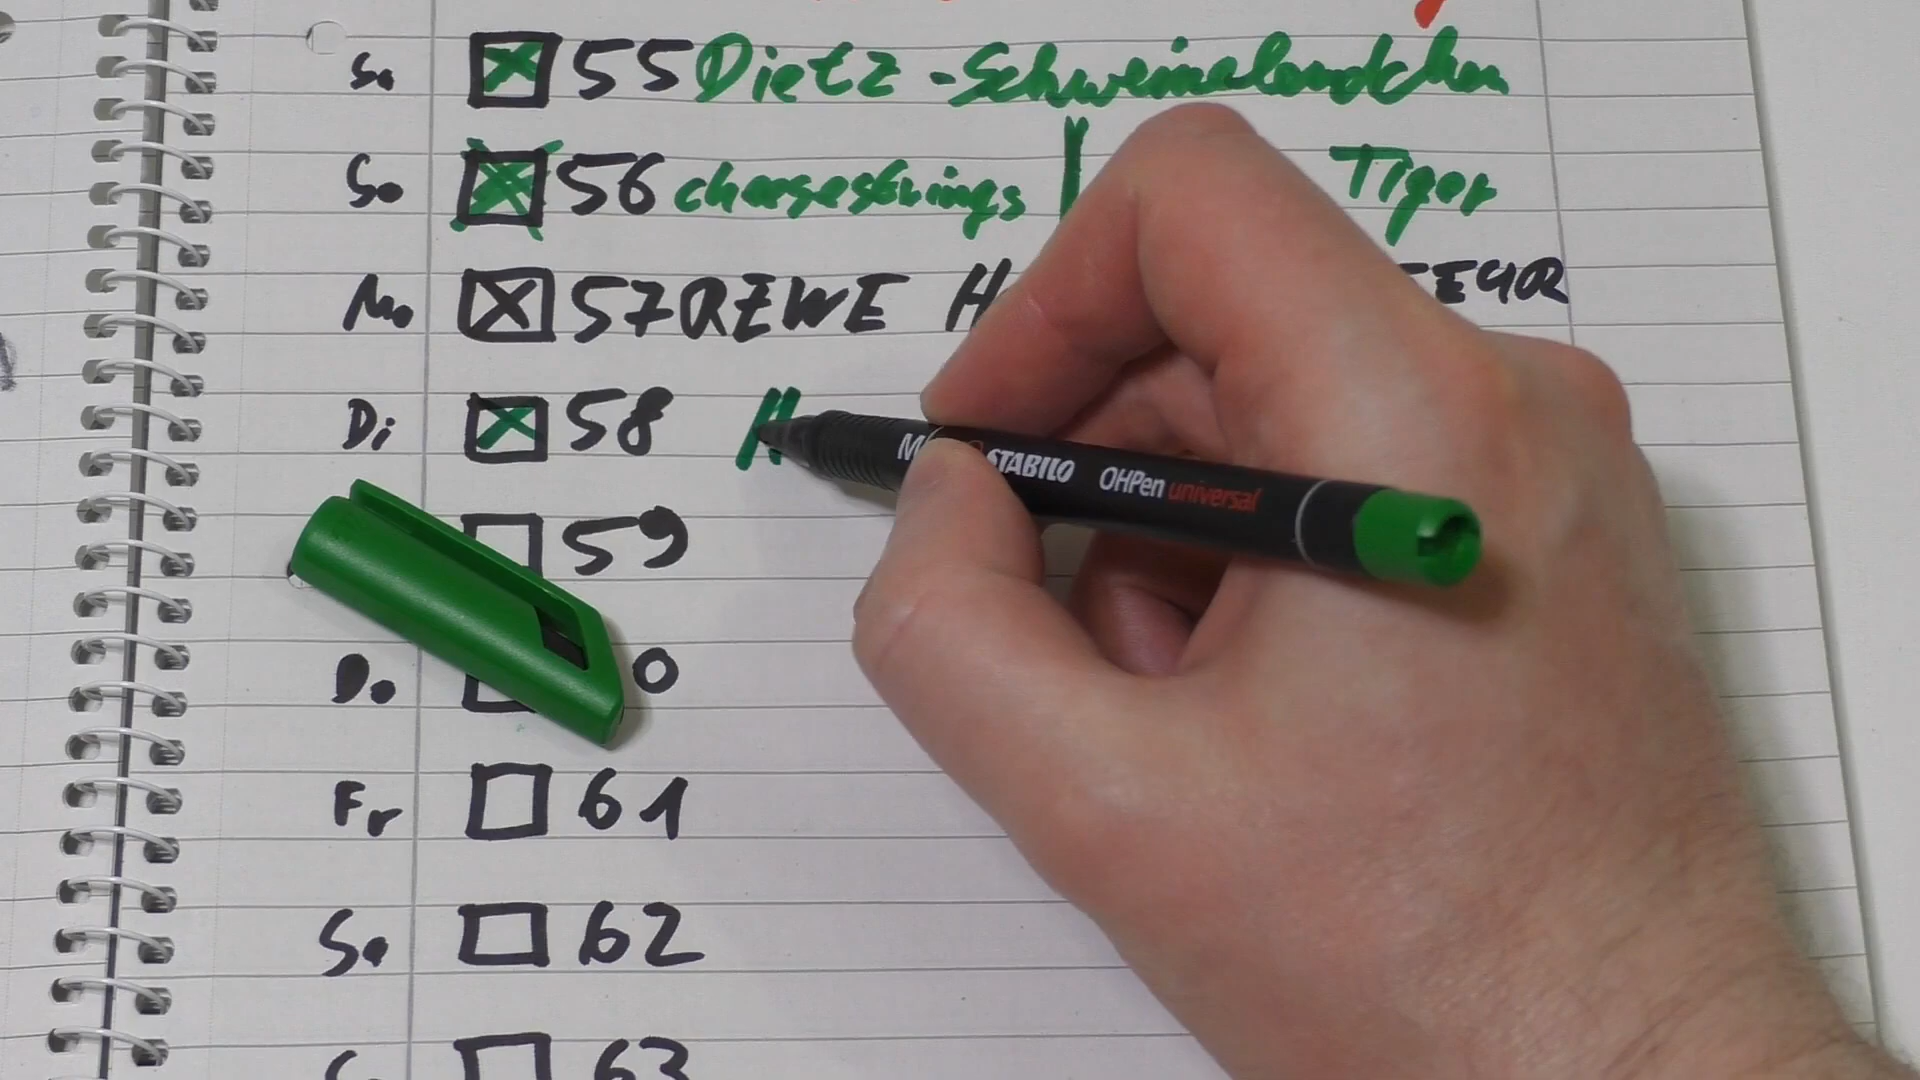 Sa 55 Dietz - Schweinelendchen
So 56 cheesestrings | Tiger
Mo 57 REWE
Di 58 H
M STABILO OHPen universal
59
Do 0
Fr 61
Sa 62
63